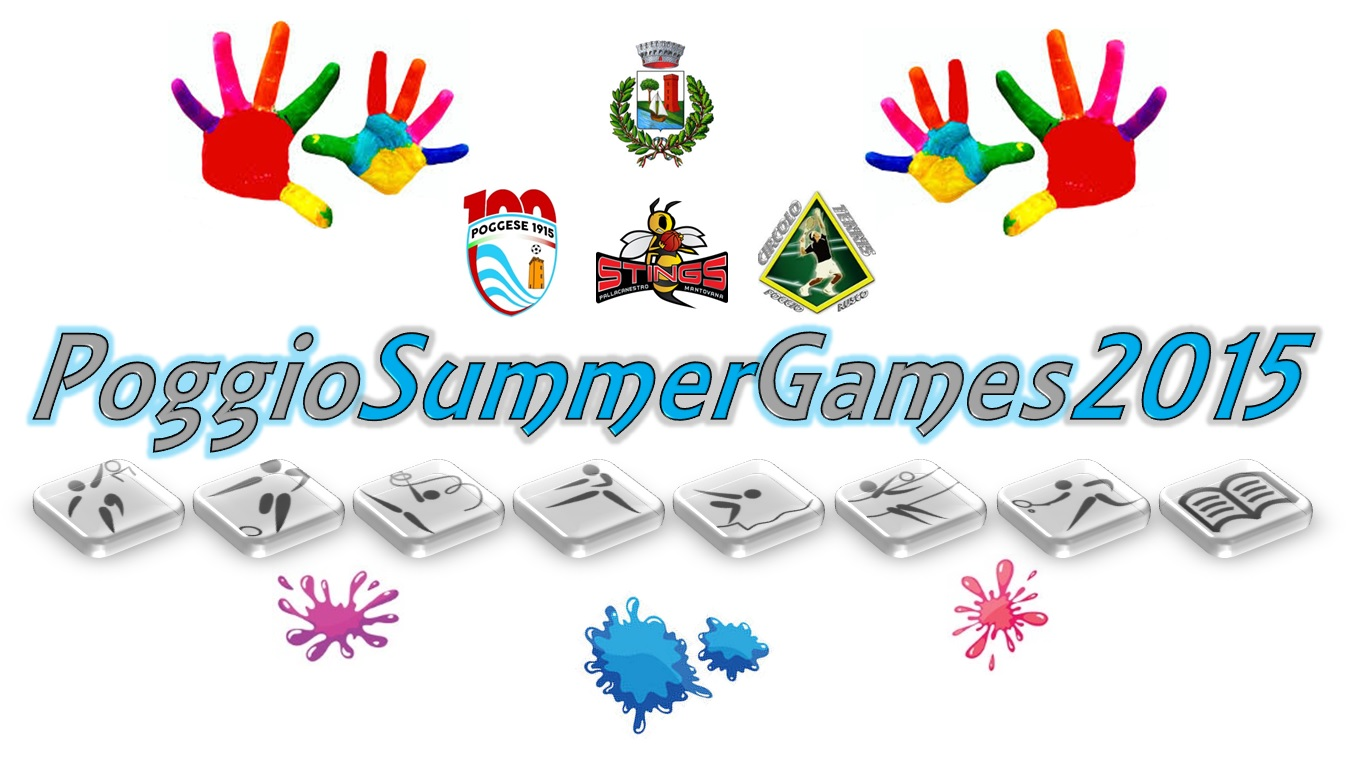 100
POGGESE 1915
STINGS
PALLACANESTRO MANTOVANA
CIRCOLO TENNIS
POGGIO RUSCO
PoggioSummerGames2015